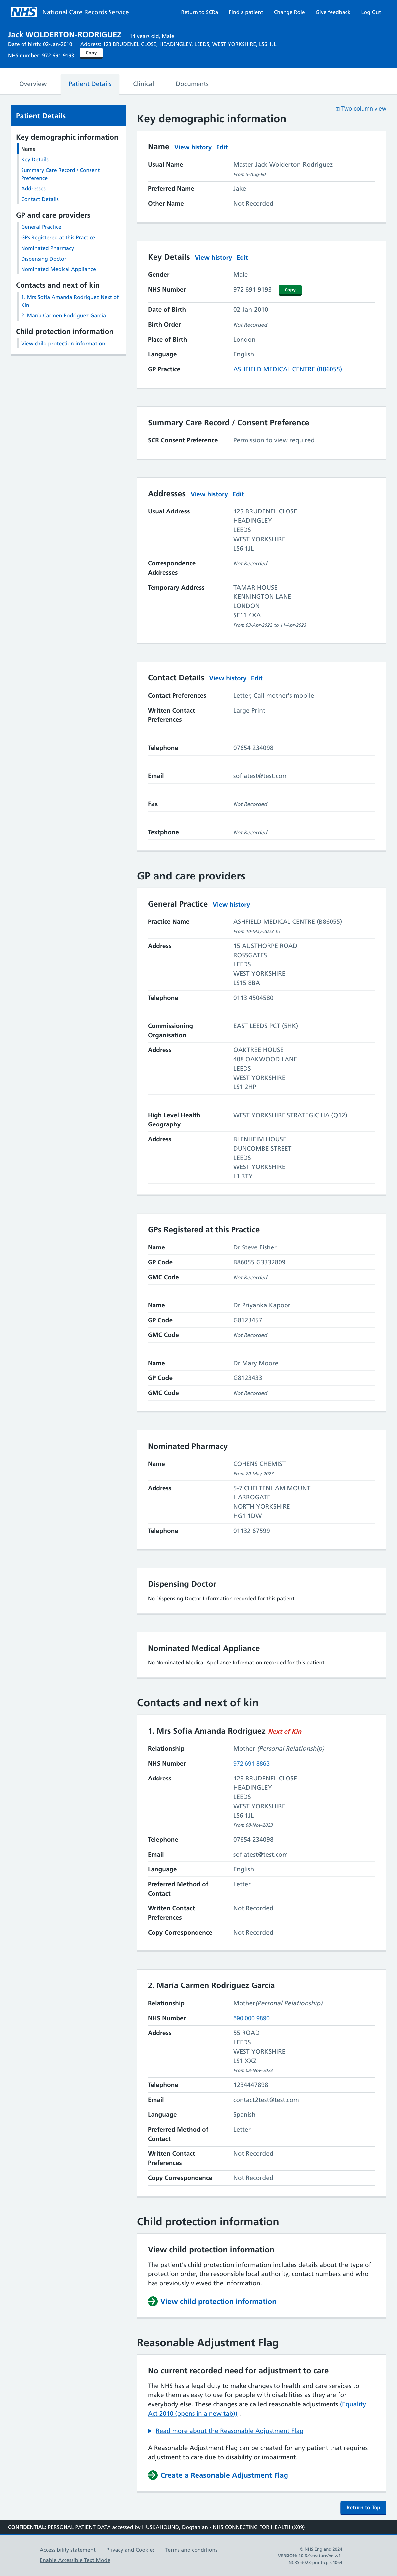 NHS National Care Records Service
Return to SCRa Find a patient Change Role Give feedback Log Out
Jack WOLDERTON-RODRIGUEZ 14 years old, Male
Date of birth: 02-Jan-2010 Address: 123 BRUDENEL CLOSE, HEADINGLEY, LEEDS, WEST YORKSHIRE, LS6 1JL
NHS number: 972 691 9193 Copy
Overview Patient Details Clinical Documents
Two column view
Patient Details
Key demographic information
Name
Key Details
Summary Care Record / Consent
Preference
Addresses
Contact Details
GP and care providers
General Practice
GPs Registered at this Practice
Nominated Pharmacy
Dispensing Doctor
Nominated Medical Appliance
Contacts and next of kin
1. Mrs Sofia Amanda Rodriguez Next of
Kin
2. Maria Carmen Rodriguez Garcia
Child protection information
View child protection information
Key demographic information
Name View history Edit
Usual Name Master Jack Wolderton-Rodriguez
From 3-Aug-90
Preferred Name Jake
Other Name Not Recorded
Key Details View history Edit
Gender Male
NHS Number 972 691 9193 Copy
Date of Birth 02-Jan-2010
Birth Order Not Recorded
Place of Birth London
Language English
GP Practice ASHFIELD MEDICAL CENTRE (B86055)
Summary Care Record / Consent Preference
SCR Consent Preference Permission to view required
Addresses View history Edit
Usual Address 123 BRUDENEL CLOSE
HEADINGLEY
LEEDS
WEST YORKSHIRE
LS6 1JL
Correspondence Not Recorded
Addresses
Temporary Address TAMAR HOUSE
KENNINGTON LANE
LONDON
SE11 4XA
From 05-Apr-2022 to 11-Apr-2023
Contact Details View history Edit
Contact Preferences Letter, Call mother's mobile
Written Contact Large Print
Preferences
Telephone 07654 234098
Email sofiatest@test.com
Fax Not Recorded
Textphone Not Recorded
GP and care providers
General Practice View history
Practice Name ASHFIELD MEDICAL CENTRE (B86055)
From 10-May-2023 to
Address 15 AUSTHORPE ROAD
ROSSGATES
LEEDS
WEST YORKSHIRE
LS15 8BA
Telephone 0113 4504580
Commissioning EAST LEEDS PCT (5HK)
Organisation
Address OAKTREE HOUSE
408 OAKWOOD LANE
LEEDS
WEST YORKSHIRE
LS1 2HP
High Level Health WEST YORKSHIRE STRATEGIC HA (Q12)
Geography
Address BLENHEIM HOUSE
DUNCOMBE STREET
LEEDS
WEST YORKSHIRE
L1 3TY
GPs Registered at this Practice
Name Dr Steve Fisher
GP Code B86055 G3332809
GMC Code Not Recorded
Name Dr Priyanka Kapoor
GP Code G8123457
GMC Code Not Recorded
Name Dr Mary Moore
GP Code G8123433
GMC Code Not Recorded
Nominated Pharmacy
Name COHENS CHEMIST
From 20-May-2023
Address 5-7 CHELTENHAM MOUNT
HARROGATE
NORTH YORKSHIRE
HG1 1DW
Telephone 01132 67599
Dispensing Doctor
No Dispensing Doctor Information recorded for this patient.
Nominated Medical Appliance
No Nominated Medical Appliance Information recorded for this patient.
Contacts and next of kin
1. Mrs Sofia Amanda Rodriguez Next of Kin
Relationship Mother (Personal Relationship)
NHS Number 972 691 8863
Address 123 BRUDENEL CLOSE
HEADINGLEY
LEEDS
WEST YORKSHIRE
LS6 1JL
From 08-Nov-2023
Telephone 07654 234098
Email sofiatest@test.com
Language English
Preferred Method of Letter
Contact
Written Contact Not Recorded
Preferences
Copy Correspondence Not Recorded
2. Maria Carmen Rodriguez Garcia
Relationship Mother(Personal Relationship)
NHS Number 590 000 9890
Address 55 ROAD
LEEDS
WEST YORKSHIRE
LS1 XXZ
From 08-Nov-2023
Telephone 1234447898
Email contact2test@test.com
Language Spanish
Preferred Method of Letter
Contact
Written Contact Not Recorded
Preferences
Copy Correspondence Not Recorded
Child protection information
View child protection information
The patient's child protection information includes details about the type of
protection order, the responsible local authority, contact numbers and who
has previously viewed the information.
View child protection information
Reasonable Adjustment Flag
No current recorded need for adjustment to care
The NHS has a legal duty to make changes to health and care services to
make them as easy to use for people with disabilities as they are for
everybody else. These changes are called reasonable adjustments (Equality
Act 2010 (opens in a new tab)) .
Read more about the Reasonable Adjustment Flag
A Reasonable Adjustment Flag can be created for any patient that requires
adjustment to care due to disability or impairment.
Create a Reasonable Adjustment Flag
Return to Top
CONFIDENTIAL: PERSONAL PATIENT DATA accessed by HUSKAHOUND, Dogtanian - NHS CONNECTING FOR HEALTH (X09)
Accessibility statement Privacy and Cookies Terms and conditions
Enable Accessible Text Mode
© NHS England 2024